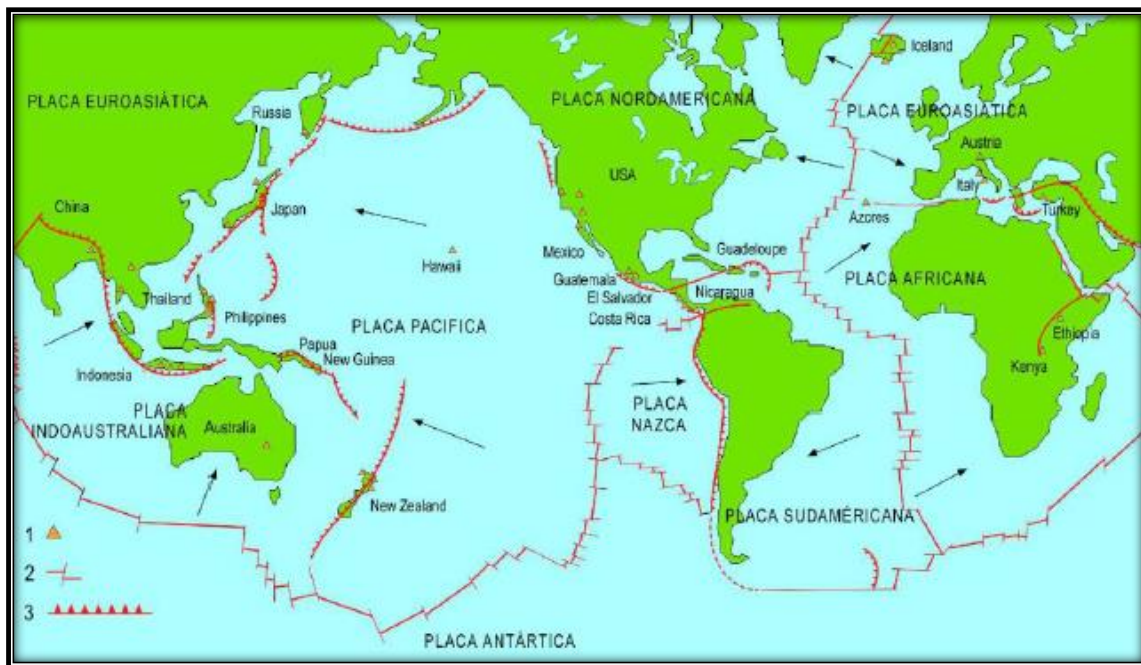 PLACA EUROASIÁTICA
Russia
China
Japan
Thailand
Philippines
Indonesia
Papua
New Guinea
PLACA
INDOAUSTRALIANA
Australia
New Zealand
Hawaii
PLACA PACIFICA
PLACA NORDAMERICANA
USA
Mexico
Guatemala
El Salvador
Costa Rica
Nicaragua
Guadeloupe
PLACA
NAZCA
PLACA SUDAMÉRICANA
Iceland
PLACA EUROASIÁTICA
Austria
Italy
Turkey
Azores
PLACA AFRICANA
Ethiopia
Kenya
PLACA ANTÁRTICA
1
2
3